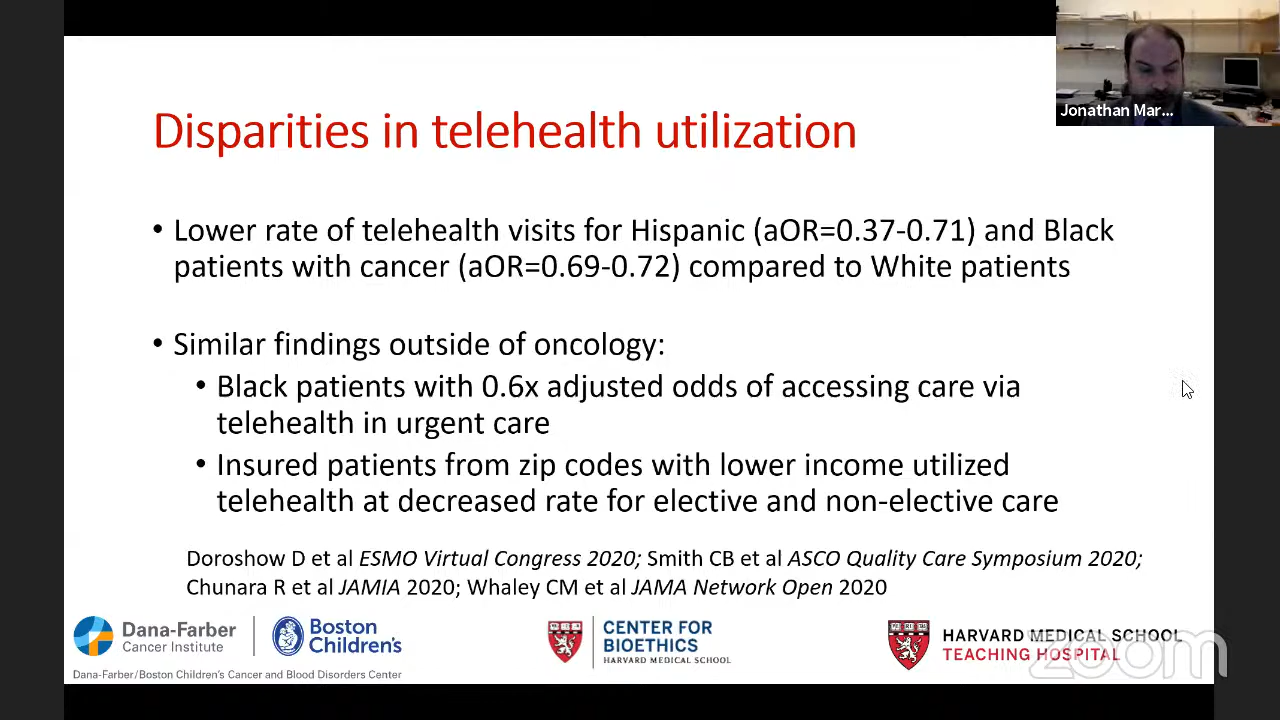 Jonathan Mar...
Disparities in telehealth utilization
• Lower rate of telehealth visits for Hispanic (aOR=0.37-0.71) and Black
patients with cancer (aOR=0.69-0.72) compared to White patients
• Similar findings outside of oncology:
• Black patients with 0.6x adjusted odds of accessing care via
telehealth in urgent care
• Insured patients from zip codes with lower income utilized
telehealth at decreased rate for elective and non-elective care
Doroshow D et al ESMO Virtual Congress 2020; Smith CB et al ASCO Quality Care Symposium 2020;
Chunara R et al JAMIA 2020; Whaley CM et al JAMA Network Open 2020
Dana-Farber
Cancer Institute
Boston
Children's
Dana-Farber/Boston Children's Cancer and Blood Disorders Center
CENTER FOR
BIOETHICS
HARVARD MEDICAL SCHOOL
HARVARD MEDICAL SCHOOL
TEACHING HOSPITAL
zoom